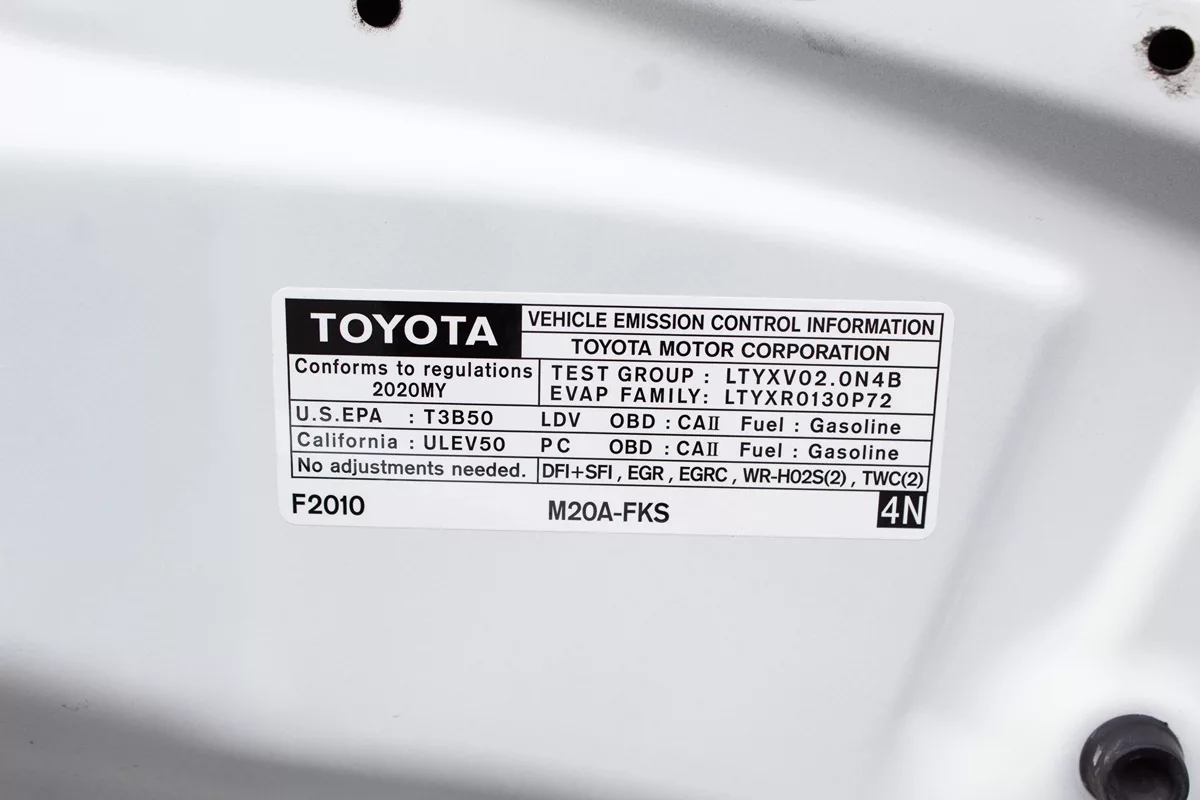 TOYOTA
VEHICLE EMISSION CONTROL INFORMATION
TOYOTA MOTOR CORPORATION
Conforms to regulations
2020MY
TEST GROUP : LTYXV02.0N4B
EVAP FAMILY: LTYXR0130P72
U.S.EPA : T3B50 LDV OBD : CAII Fuel : Gasoline
California : ULEV50 PC OBD : CAII Fuel : Gasoline
No adjustments needed. DFI+SFI , EGR , EGRC , WR-HO2S(2) , TWC(2)
F2010 M20A-FKS 4N